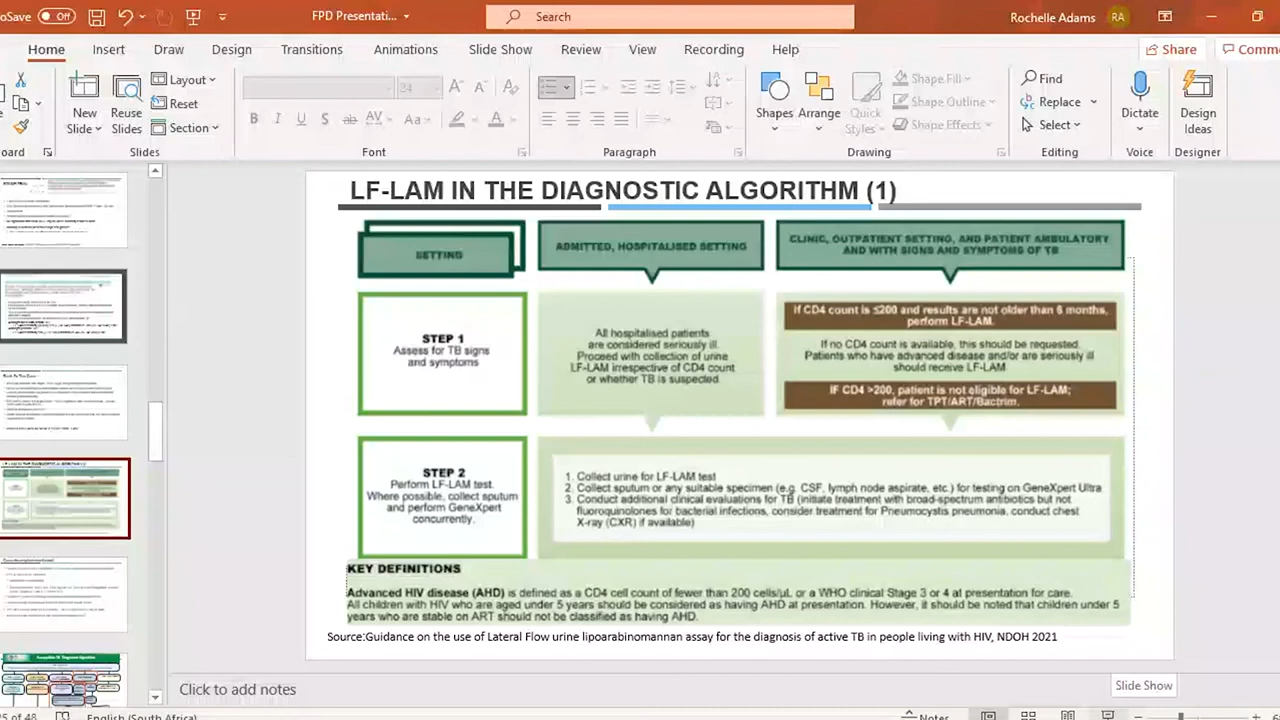 oSave Off
FPD Presentati...
Search
Rochelle Adams RA
Home Insert Draw Design Transitions Animations Slide Show Review View Recording Help
Share Comme
New Slide
Reuse Slides
Layout
Reset
Section
Slides
B I U S AV Aa A
Font
Paragraph
Shapes
Arrange
Quick Styles
Shape Fill
Shape Outline
Shape Effects
Drawing
Find
Replace
Select
Editing
Dictate
Voice
Design Ideas
Designer
oard
LF-LAM IN THE DIAGNOSTIC ALGORITHM (1)
SETTING
ADMITTED, HOSPITALISED SETTING
CLINIC, OUTPATIENT SETTING, AND PATIENT AMBULATORY
AND WITH SIGNS AND SYMPTOMS OF TB
STEP 1
Assess for TB signs
and symptoms
All hospitalised patients
are considered seriously ill.
Proceed with collection of urine
LF-LAM irrespective of CD4 count
or whether TB is suspected
If CD4 count is ≤200 and results are not older than 6 months,
perform LF-LAM.
If no CD4 count is available, this should be requested.
Patients who have advanced disease and/or are seriously ill
should receive LF-LAM
IF CD4 >200, patient is not eligible for LF-LAM;
refer for TPT/ART/Bactrim.
STEP 2
Perform LF-LAM test.
Where possible, collect sputum
and perform GeneXpert
concurrently.
1. Collect urine for LF-LAM test
2. Collect sputum or any suitable specimen (e.g. CSF, lymph node aspirate, etc.) for testing on GeneXpert Ultra
3. Conduct additional clinical evaluations for TB (initiate treatment with broad-spectrum antibiotics but not
fluoroquinolones for bacterial infections, consider treatment for Pneumocystis pneumonia, conduct chest
X-ray (CXR) if available)
KEY DEFINITIONS
Advanced HIV disease (AHD) is defined as a CD4 cell count of fewer than 200 cells/μL or a WHO clinical stage 3 or 4 at presentation for care.
All children with HIV who are aged under 5 years should be considered as having AHD at presentation. However, it should be noted that children under 5
years who are stable on ART should not be classified as having AHD.
Source:Guidance on the use of Lateral Flow urine lipoarabinomannan assay for the diagnosis of active TB in people living with HIV, NDOH 2021
Click to add notes
Slide Show
25 of 48
English (South Africa)
Notes